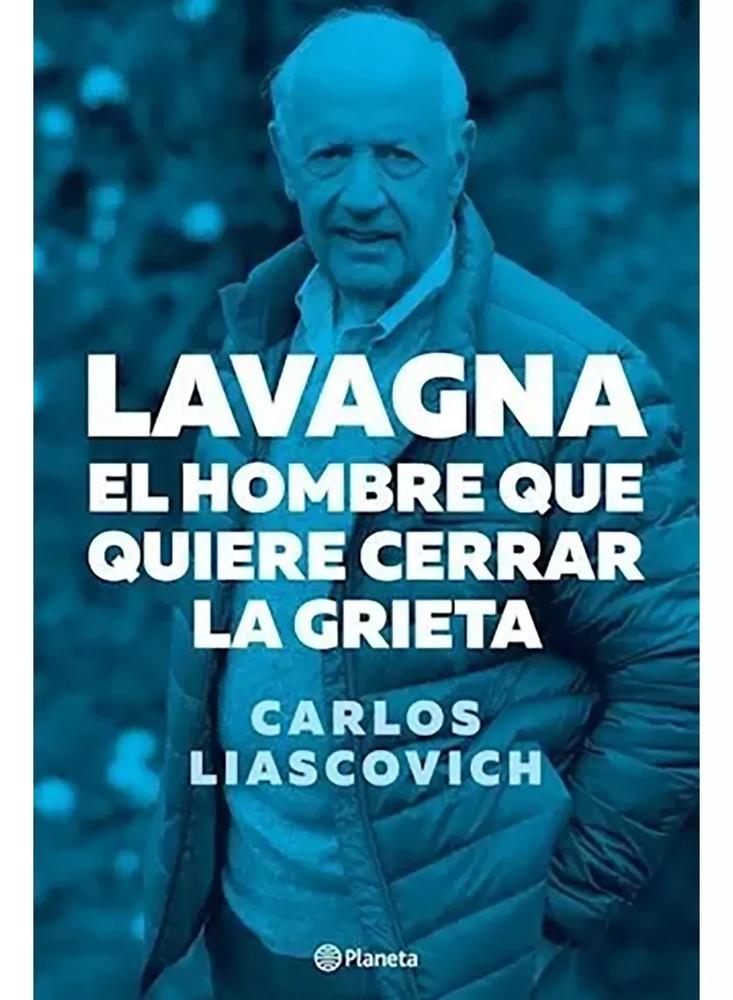 LAVAGNA
EL HOMBRE QUE
QUIERE CERRAR
LA GRIETA
CARLOS
LIASCOVICH
Planeta